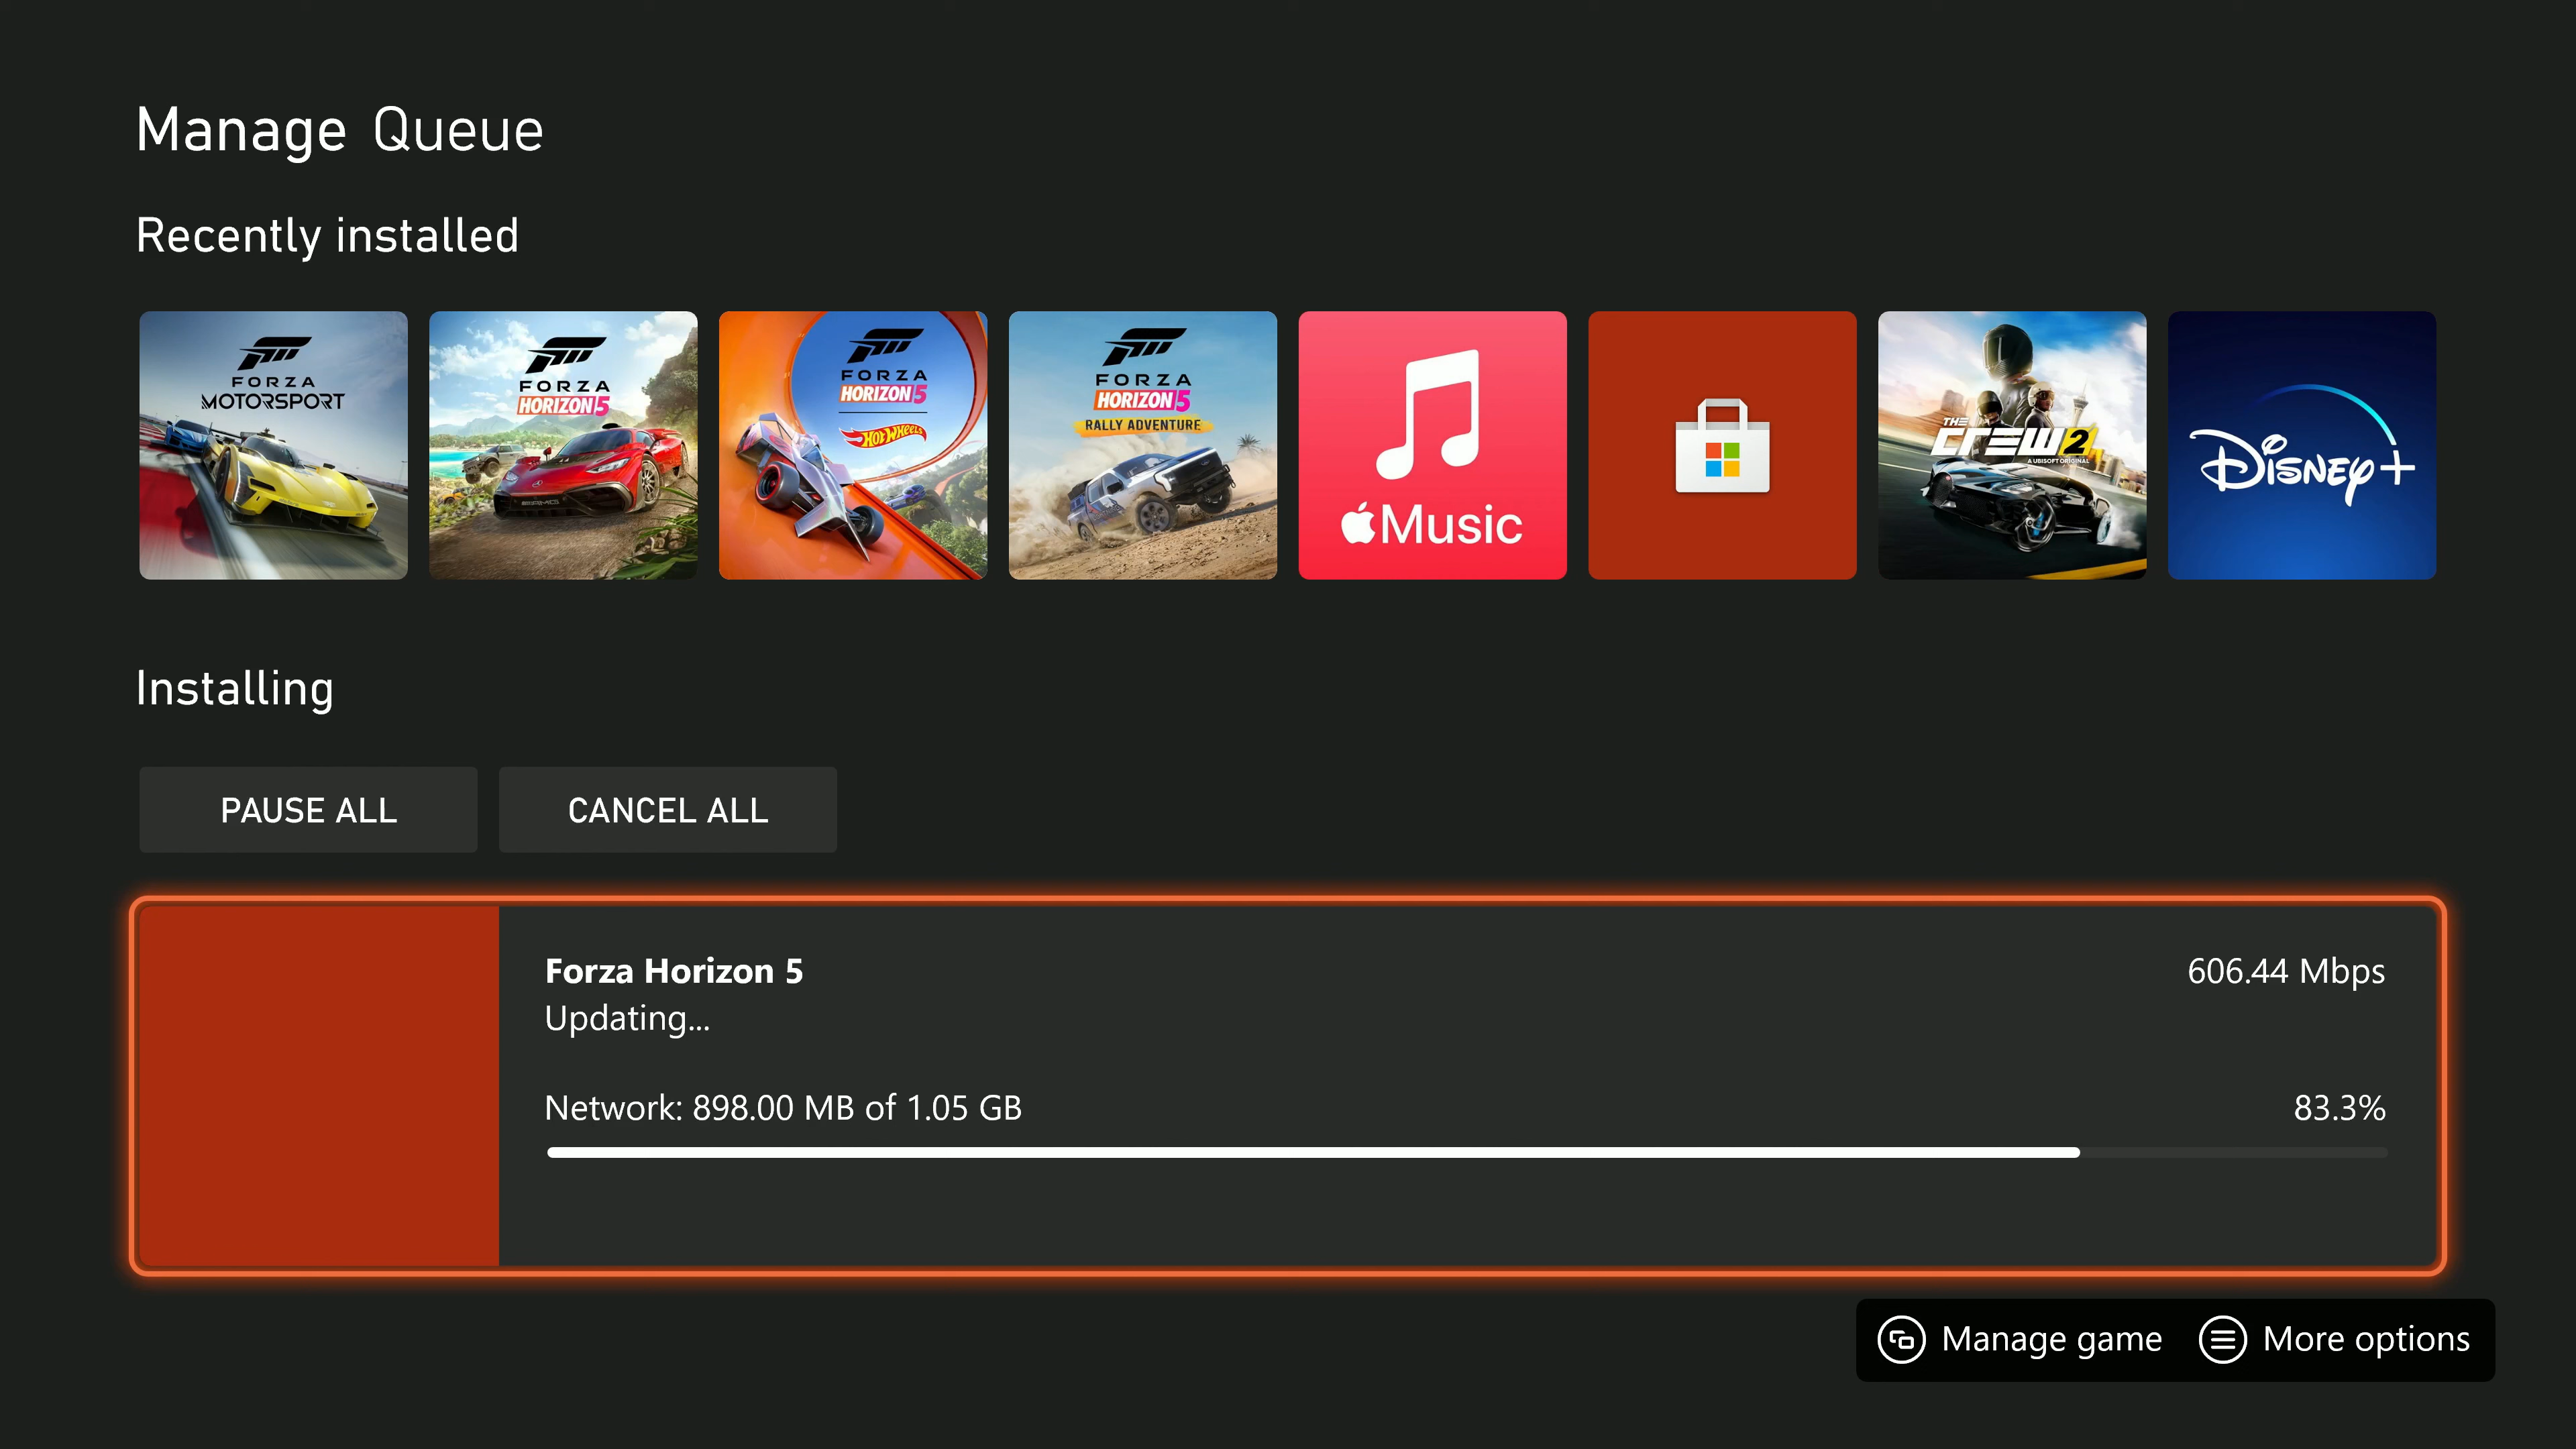 Manage Queue
Recently installed
FORZA
MOTORSPORT
FORZA
HORIZON 5
FORZA
HORIZON 5
HOT WHEELS
FORZA
HORIZON 5
RALLY ADVENTURE
Music
THE
CREW 2
A UBISOFT ORIGINAL
Disney+
Installing
PAUSE ALL
CANCEL ALL
Forza Horizon 5
606.44 Mbps
Updating...
Network: 898.00 MB of 1.05 GB
83.3%
Manage game
More options